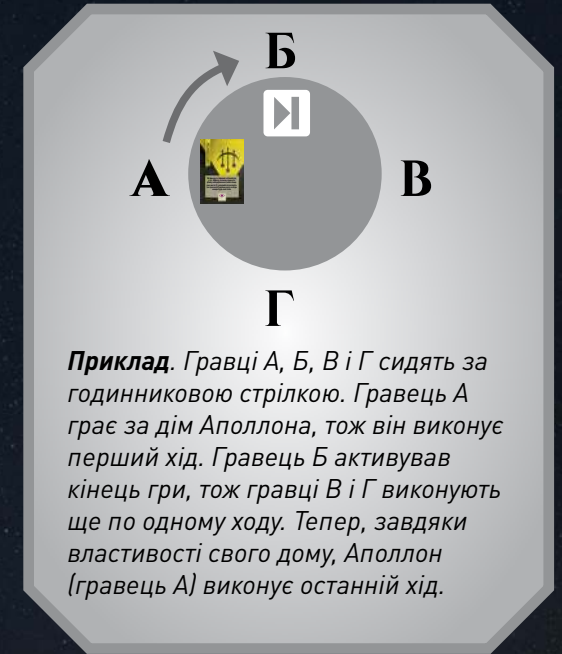 Б
А
В
Г
Приклад. Гравці А, Б, В і Г сидять за
годинниковою стрілкою. Гравець А
грає за дім Аполлона, тож він виконує
перший хід. Гравець Б активував
кінець гри, тож гравці В і Г виконують
ще по одному ходу. Тепер, завдяки
властивості свого дому, Аполлон
(гравець А) виконує останній хід.